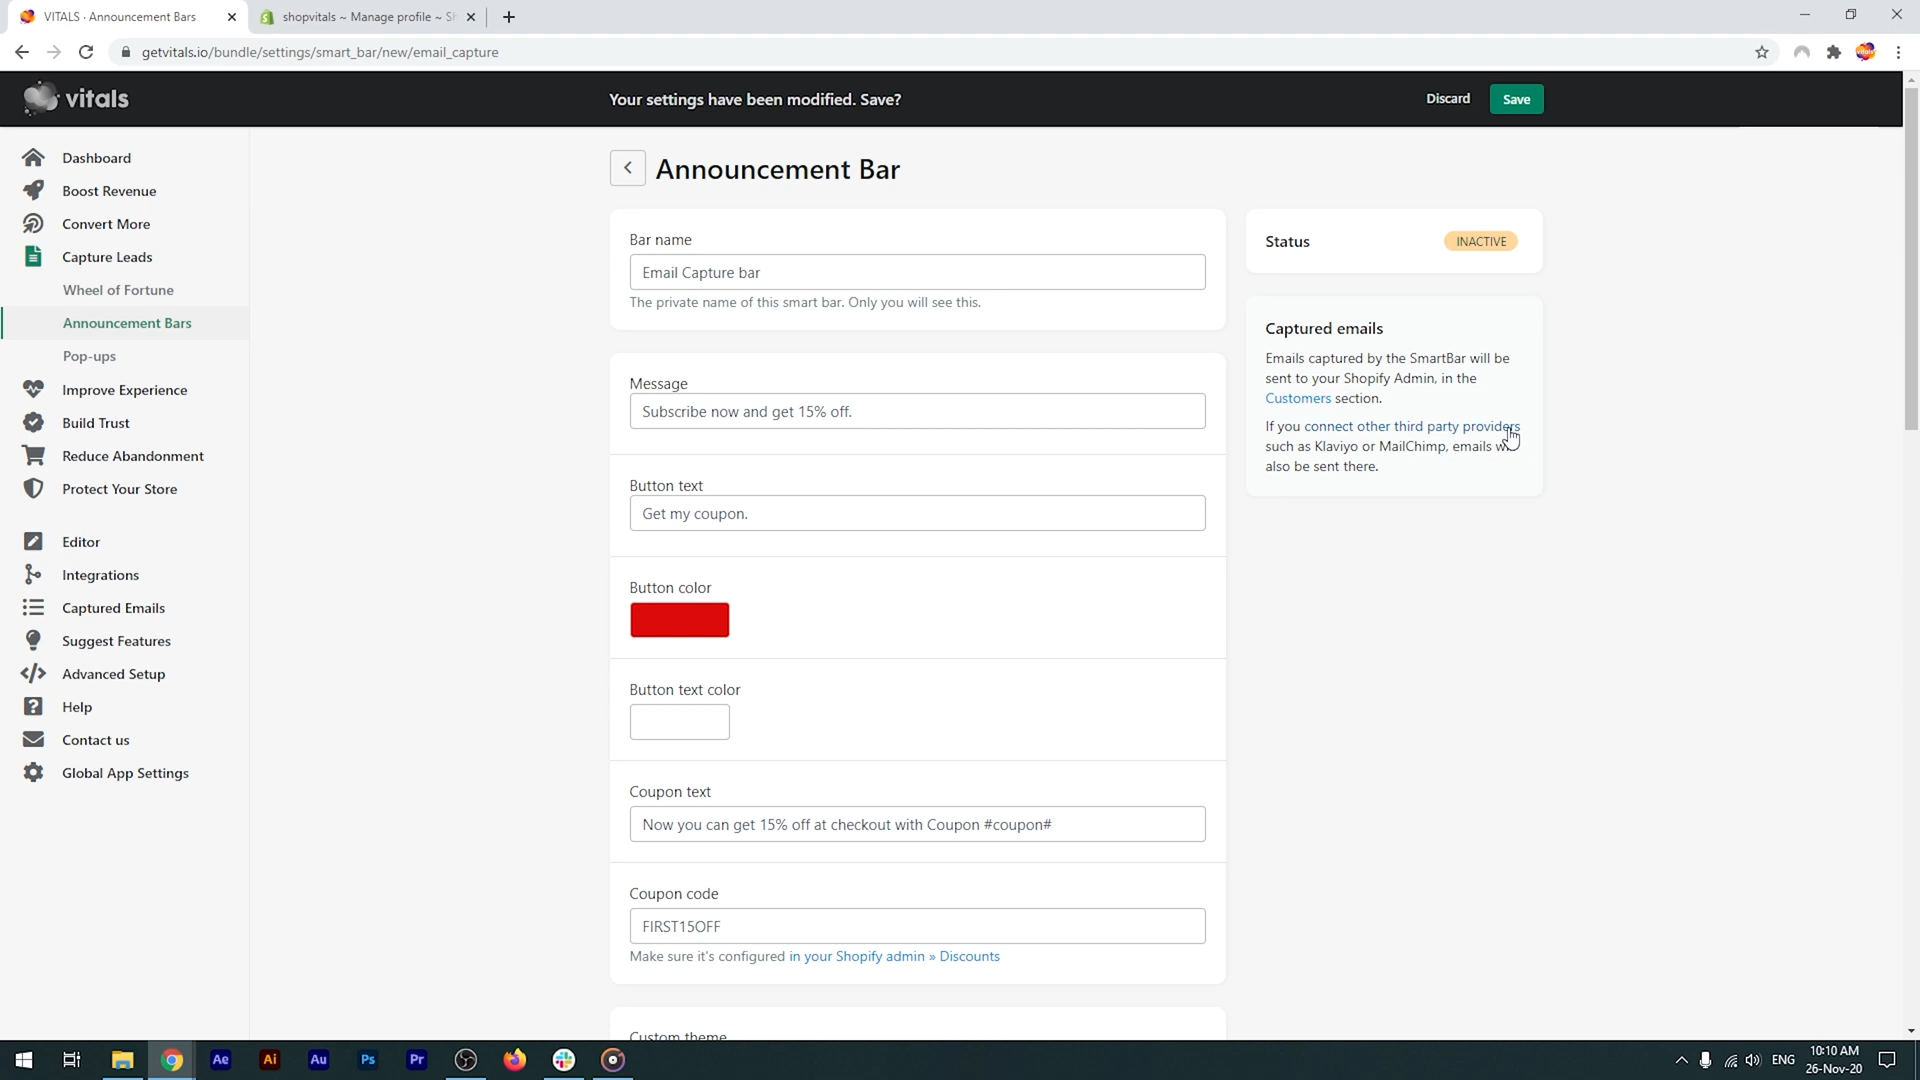 VITALS · Announcement Bars
shopvitals ~ Manage profile ~ Sh
getvitals.io/bundle/settings/smart_bar/new/email_capture
vitals
Your settings have been modified. Save?
Discard
Save
Dashboard
Boost Revenue
Convert More
Capture Leads
Wheel of Fortune
Announcement Bars
Pop-ups
Improve Experience
Build Trust
Reduce Abandonment
Protect Your Store
Editor
Integrations
Captured Emails
Suggest Features
Advanced Setup
Help
Contact us
Global App Settings
Announcement Bar
Bar name
Email Capture bar
The private name of this smart bar. Only you will see this.
Message
Subscribe now and get 15% off.
Button text
Get my coupon.
Button color
Button text color
Coupon text
Now you can get 15% off at checkout with Coupon #coupon#
Coupon code
FIRST15OFF
Make sure it's configured in your Shopify admin » Discounts
Custom theme
Status
INACTIVE
Captured emails
Emails captured by the SmartBar will be
sent to your Shopify Admin, in the
Customers section.
If you connect other third party providers
such as Klaviyo or MailChimp, emails
also be sent there.
Ae
Ai
Au
Ps
Pr
ENG
10:10 AM
26-Nov-20